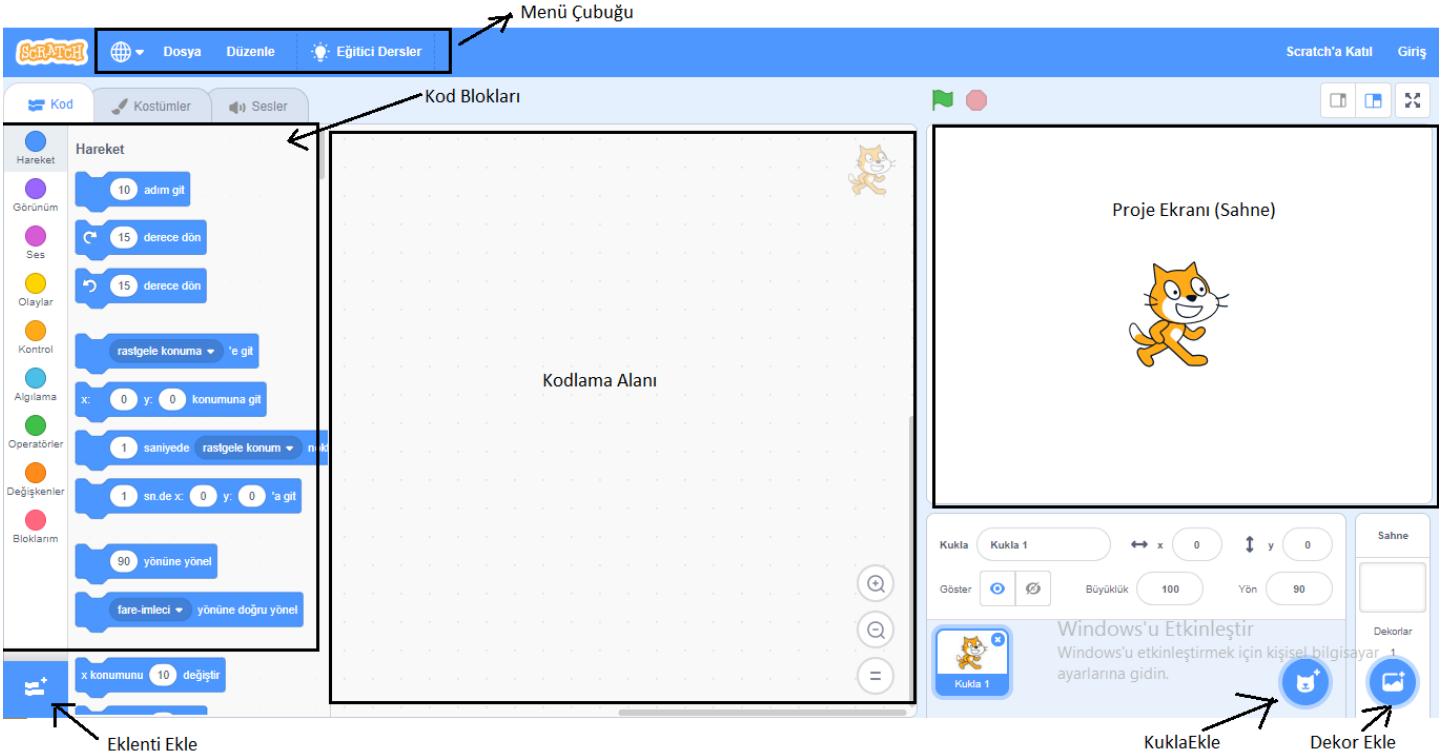 Menü Çubuğu
SCRATCH Dosya Düzenle Eğitici Dersler Scratch'a Katıl Giriş
Kod Kostümler Sesler
Kod Blokları
Hareket
Görünüm
Ses
Olaylar
Kontrol
Algılama
Operatörler
Değişkenler
Bloklarım
Hareket
10 adım git
15 derece dön
15 derece dön
rastgele konuma 'e git
x: 0 y: 0 konumuna git
1 saniyede rastgele konum
1 sn.de x: 0 y: 0 'a git
90 yönüne yönel
fare-imleci yönüne doğru yönel
x konumunu 10 değiştir
Kodlama Alanı
Proje Ekranı (Sahne)
Kukla Kukla 1 x 0 y 0
Göster Büyüklük 100 Yön 90
Kukla 1
Sahne
Dekorlar
1
Windows'u Etkinleştir
Windows'u etkinleştirmek için kişisel bilgisayar
ayarlarına gidin.
Eklenti Ekle
KuklaEkle
Dekor Ekle